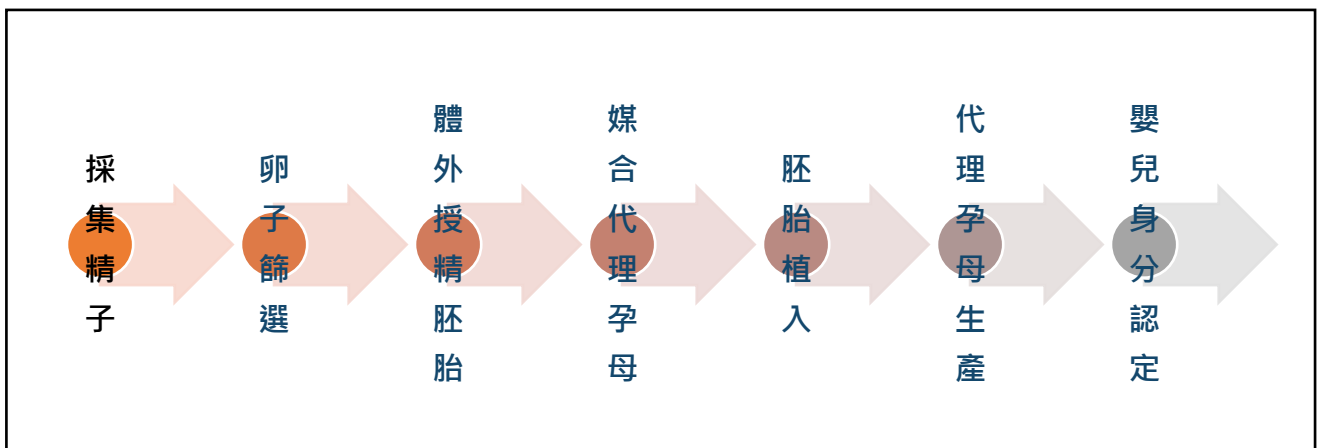 採集精子
卵子篩選
體外授精胚胎
媒合代理孕母
胚胎植入
代理孕母生產
嬰兒身分認定